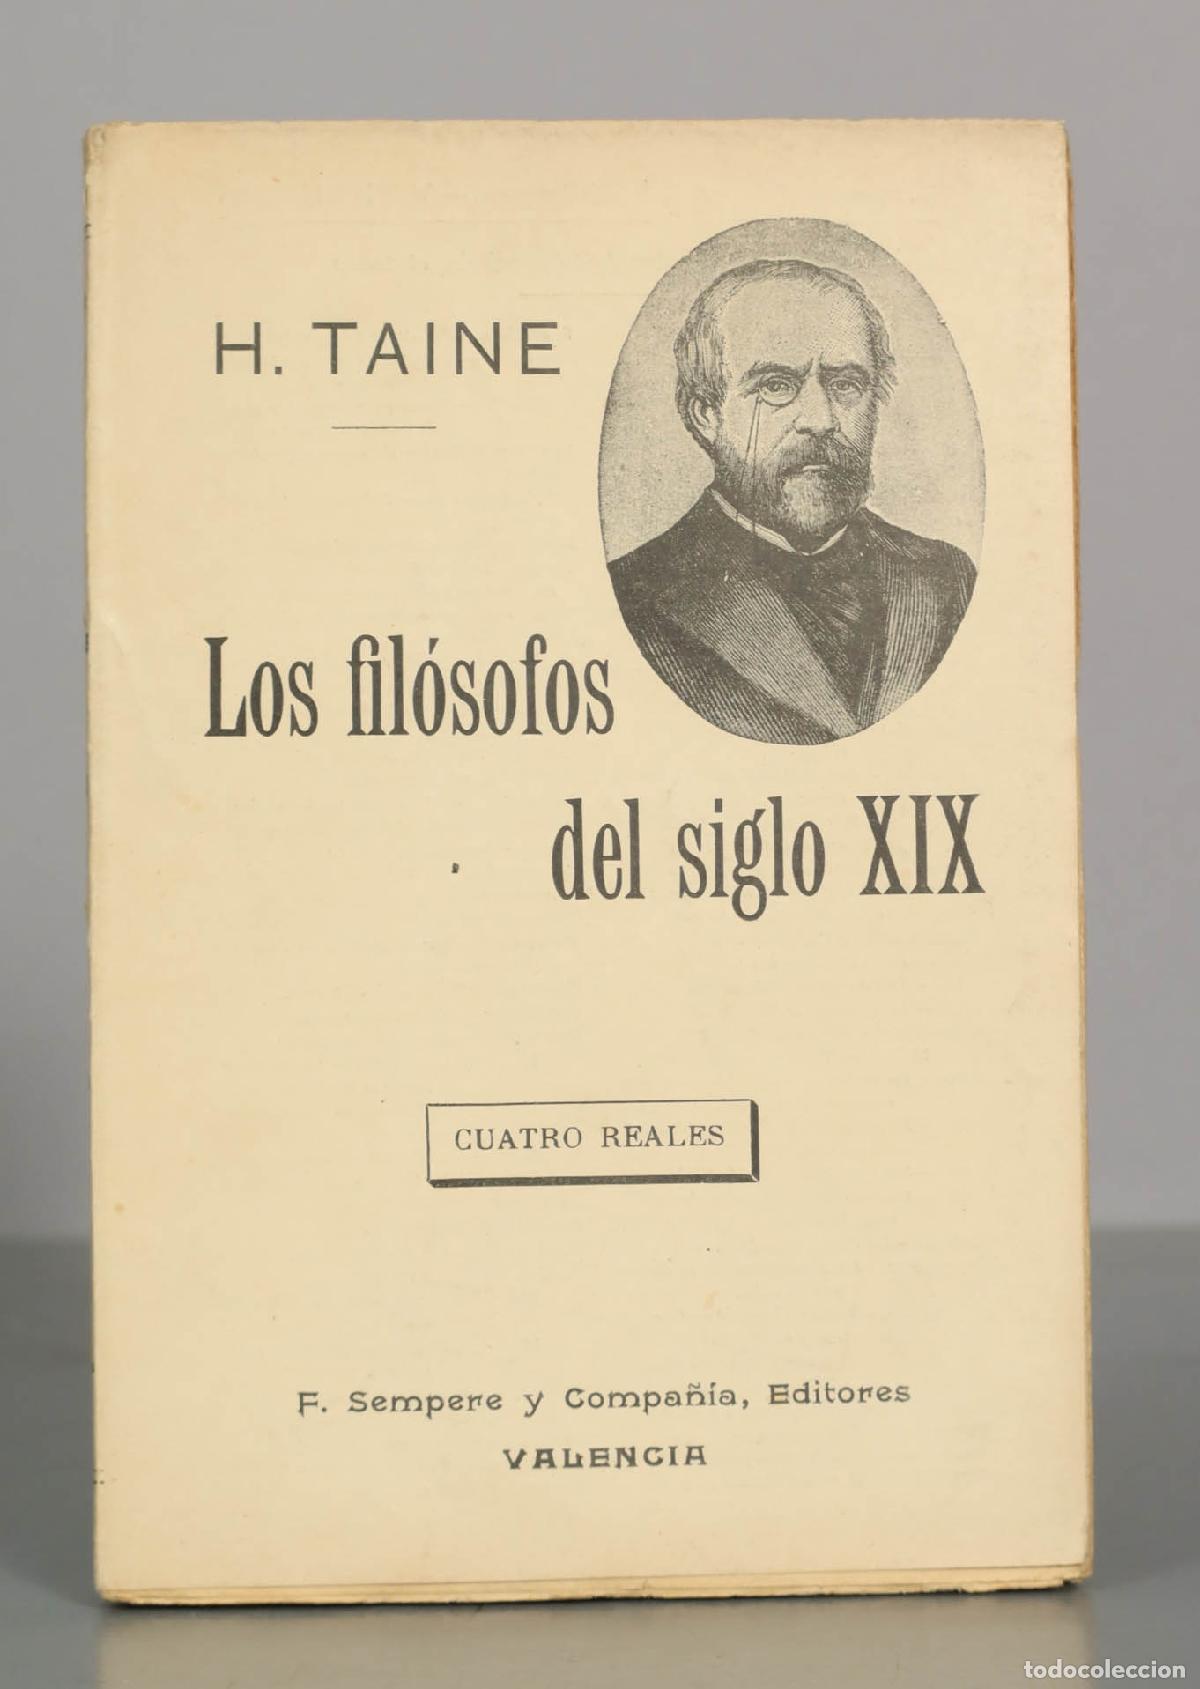 H. TAINE
Los filósofos
del siglo XIX
CUATRO REALES
F. Sempere y Compañía, Editores
VALENCIA
todocoleccion